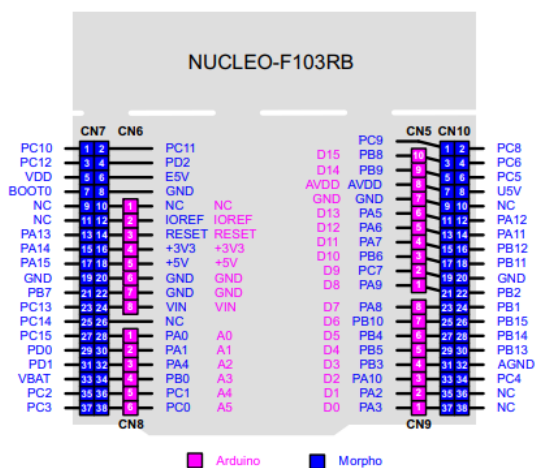 NUCLEO-F103RB
CN7 CN6 CN5 CN10
PC9
PC10 1 2 PC11 1 2 PC8
PC12 3 4 PD2 D15 PB8 10 3 4 PC6
VDD 5 6 E5V D14 PB9 9 5 6 PC5
BOOT0 7 8 GND AVDD AVDD 8 7 8 U5V
NC 9 10 1 NC NC GND GND 7 9 10 NC
NC 11 12 2 IOREF IOREF D13 PA5 6 11 12 PA12
PA13 13 14 3 RESET RESET D12 PA6 5 13 14 PA11
PA14 15 16 4 +3V3 +3V3 D11 PA7 4 15 16 PB12
PA15 17 18 5 +5V +5V D10 PB6 3 17 18 PB11
GND 19 20 6 GND GND D9 PC7 2 19 20 GND
PB7 21 22 7 GND GND D8 PA9 1 21 22 PB2
PC13 23 24 8 VIN VIN D7 PA8 8 23 24 PB1
PC14 25 26 NC D6 PB10 7 25 26 PB15
PC15 27 28 1 PA0 A0 D5 PB4 6 27 28 PB14
PD0 29 30 2 PA1 A1 D4 PB5 5 29 30 PB13
PD1 31 32 3 PA4 A2 D3 PB3 4 31 32 AGND
VBAT 33 34 4 PB0 A3 D2 PA10 3 33 34 PC4
PC2 35 36 5 PC1 A4 D1 PA2 2 35 36 NC
PC3 37 38 6 PC0 A5 D0 PA3 1 37 38 NC
CN8 CN9
Arduino Morpho